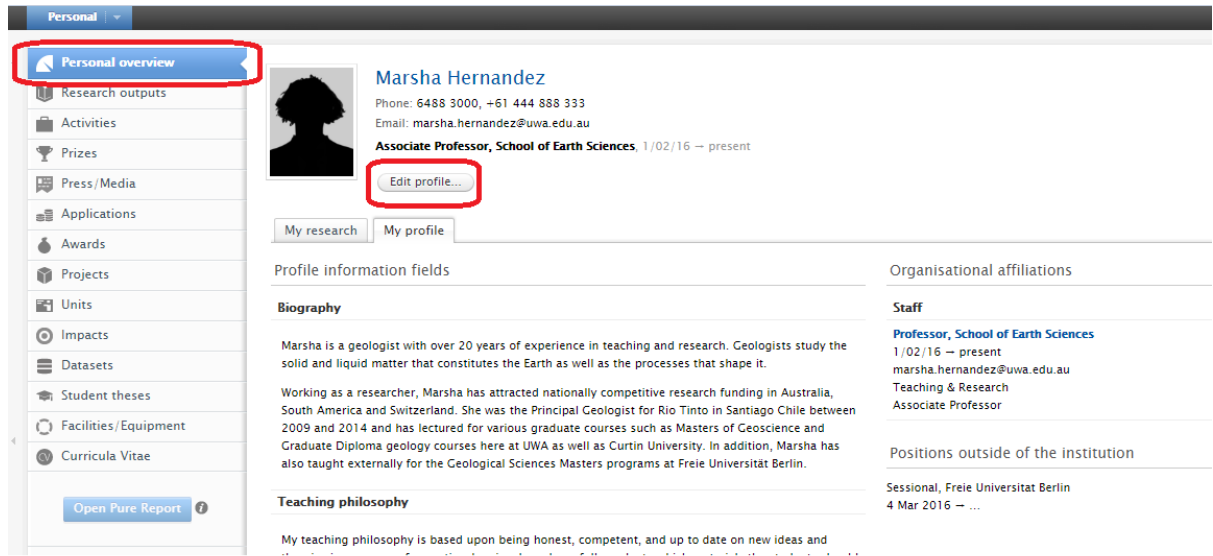 Personal
Personal overview
Research outputs
Activities
Prizes
Press/Media
Applications
Awards
Projects
Units
Impacts
Datasets
Student theses
Facilities/Equipment
Curricula Vitae
Open Pure Report
Marsha Hernandez
Phone: 6488 3000, +61 444 888 333
Email: marsha.hernandez@uwa.edu.au
Associate Professor, School of Earth Sciences, 1/02/16 → present
Edit profile...
My research
My profile
Profile information fields
Biography
Marsha is a geologist with over 20 years of experience in teaching and research. Geologists study the
solid and liquid matter that constitutes the Earth as well as the processes that shape it.
Working as a researcher, Marsha has attracted nationally competitive research funding in Australia,
South America and Switzerland. She was the Principal Geologist for Rio Tinto in Santiago Chile between
2009 and 2014 and has lectured for various graduate courses such as Masters of Geoscience and
Graduate Diploma geology courses here at UWA as well as Curtin University. In addition, Marsha has
also taught externally for the Geological Sciences Masters programs at Freie Universität Berlin.
Teaching philosophy
My teaching philosophy is based upon being honest, competent, and up to date on new ideas and
Organisational affiliations
Staff
Professor, School of Earth Sciences
1/02/16 → present
marsha.hernandez@uwa.edu.au
Teaching & Research
Associate Professor
Positions outside of the institution
Sessional, Freie Universitat Berlin
4 Mar 2016 → ...